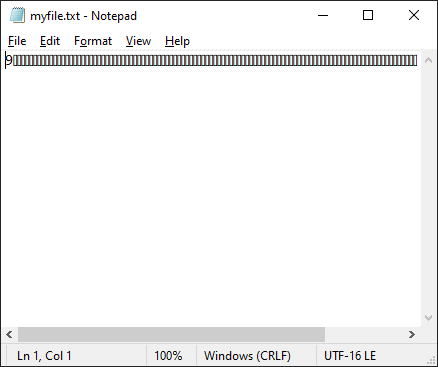 myfile.txt - Notepad
File Edit Format View Help
9
Ln 1, Col 1 100% Windows (CRLF) UTF-16 LE